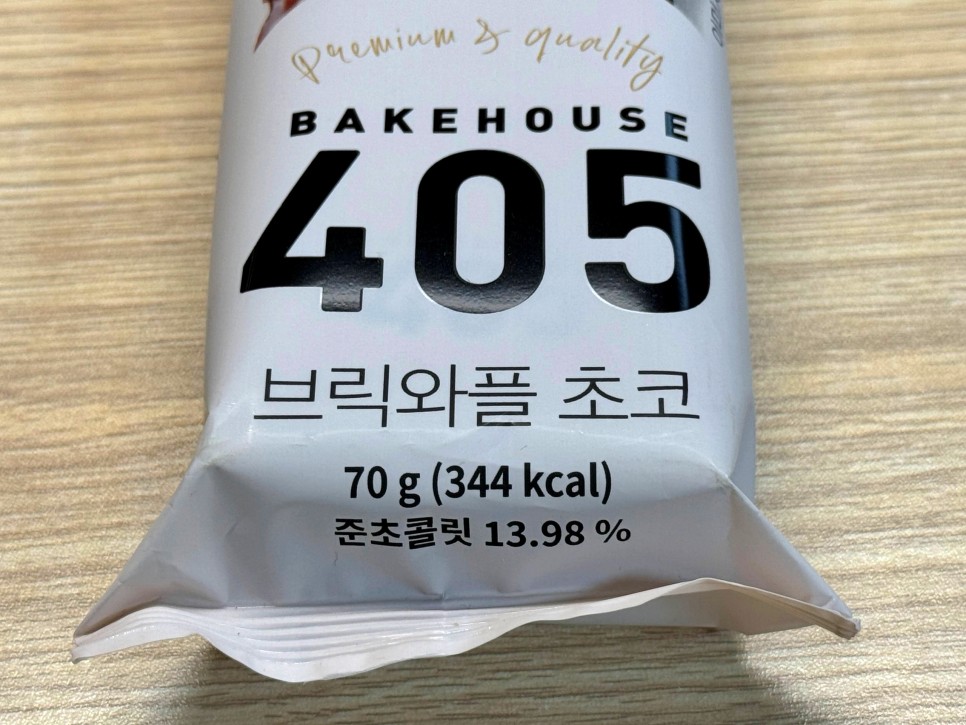 Premium & quality
BAKEHOUSE
405
브릭와플 초코
70 g (344 kcal)
준초콜릿 13.98 %